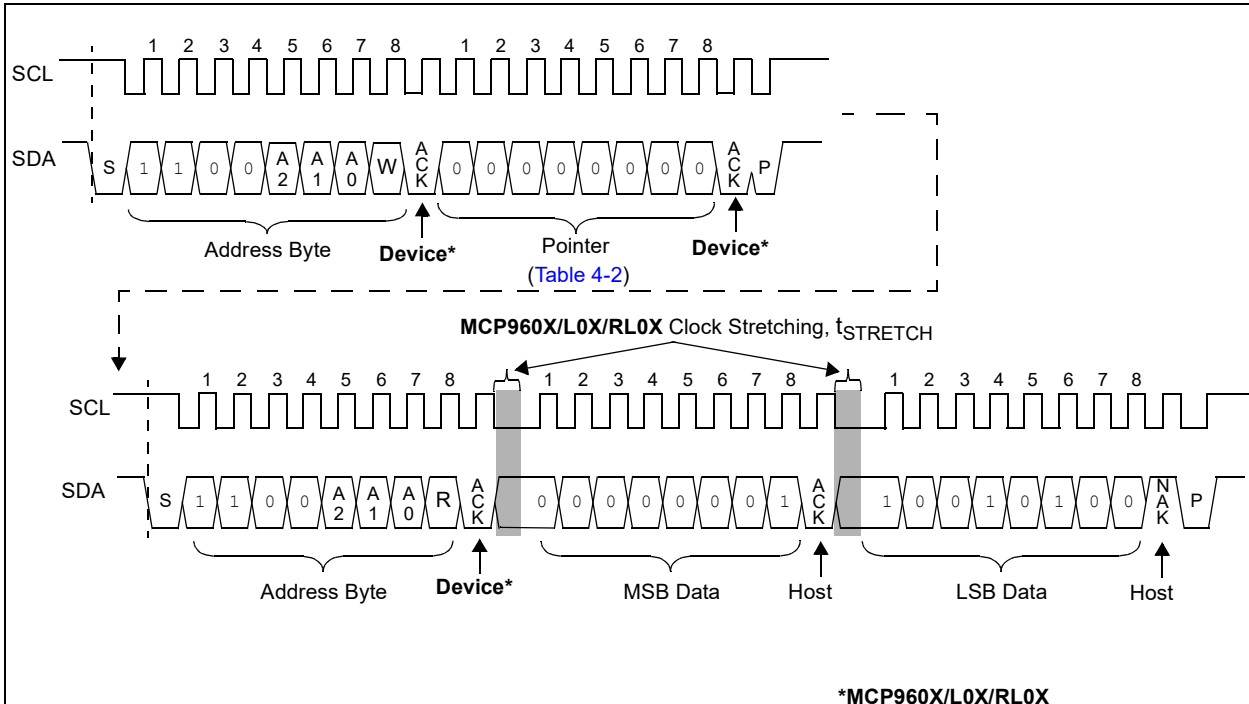 1 2 3 4 5 6 7 8 1 2 3 4 5 6 7 8
SCL
SDA S 1 1 0 0 A2 A1 A0 W ACK 0 0 0 0 0 0 0 0 ACK P
Address Byte Device* Pointer Device*
(Table 4-2)
MCP960X/L0X/RL0X Clock Stretching, tSTRETCH
1 2 3 4 5 6 7 8 1 2 3 4 5 6 7 8 1 2 3 4 5 6 7 8
SCL
SDA S 1 1 0 0 A2 A1 A0 R ACK 0 0 0 0 0 0 0 1 ACK 1 0 0 1 0 1 0 0 NAK P
Address Byte Device* MSB Data Host LSB Data Host
*MCP960X/L0X/RL0X